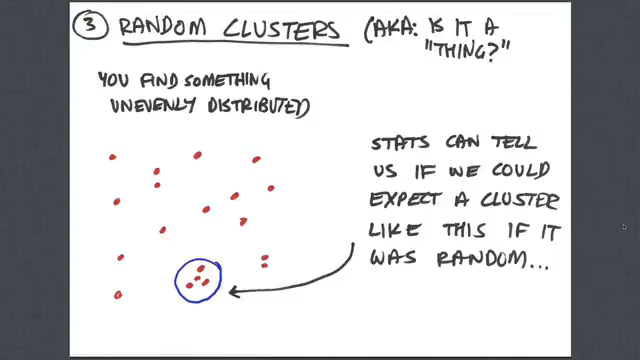 3 RANDOM CLUSTERS (AKA: IS IT A
"THING?"
YOU FIND SOMETHING
UNEVENLY DISTRIBUTED
STATS CAN TELL
US IF WE COULD
EXPECT A CLUSTER
LIKE THIS IF IT
WAS RANDOM...